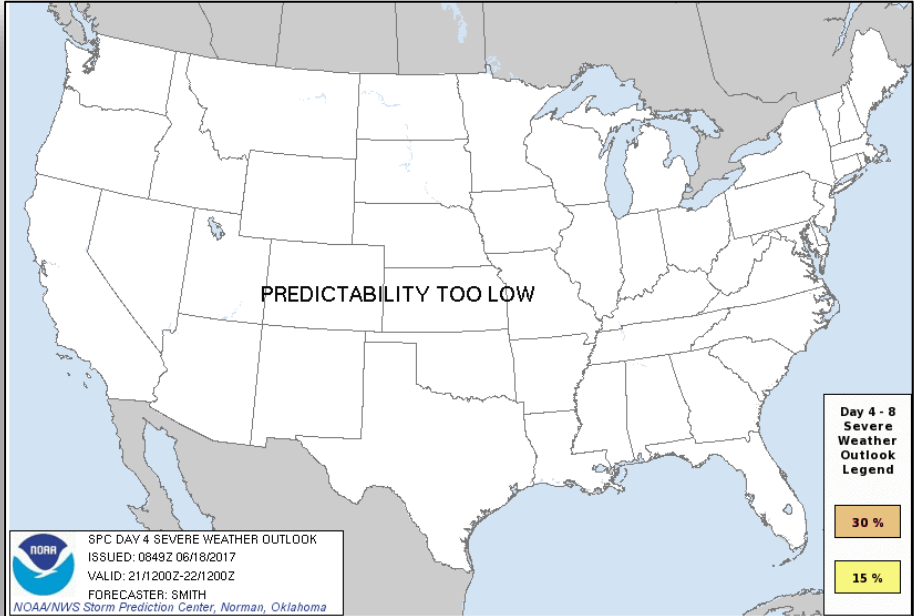 PREDICTABILITY TOO LOW
Day 4 - 8
Severe
Weather
Outlook
Legend
30 %
15 %
NOAA
SPC DAY 4 SEVERE WEATHER OUTLOOK
ISSUED: 0849Z 06/18/2017
VALID: 21/1200Z-22/1200Z
FORECASTER: SMITH
NOAA/NWS Storm Prediction Center, Norman, Oklahoma